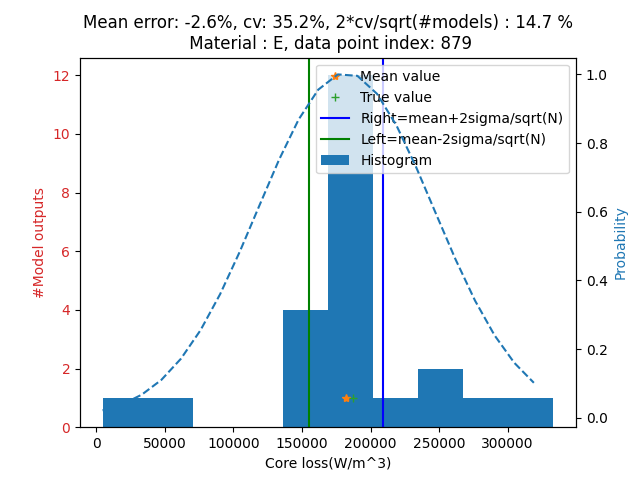 Mean error: -2.6%, cv: 35.2%, 2*cv/sqrt(#models) : 14.7 %
Material : E, data point index: 879
Mean value
True value
Right=mean+2sigma/sqrt(N)
Left=mean-2sigma/sqrt(N)
Histogram
12
10
8
6
4
2
0
#Model outputs
1.0
0.8
0.6
0.4
0.2
0.0
Probability
0 50000 100000 150000 200000 250000 300000
Core loss(W/m^3)